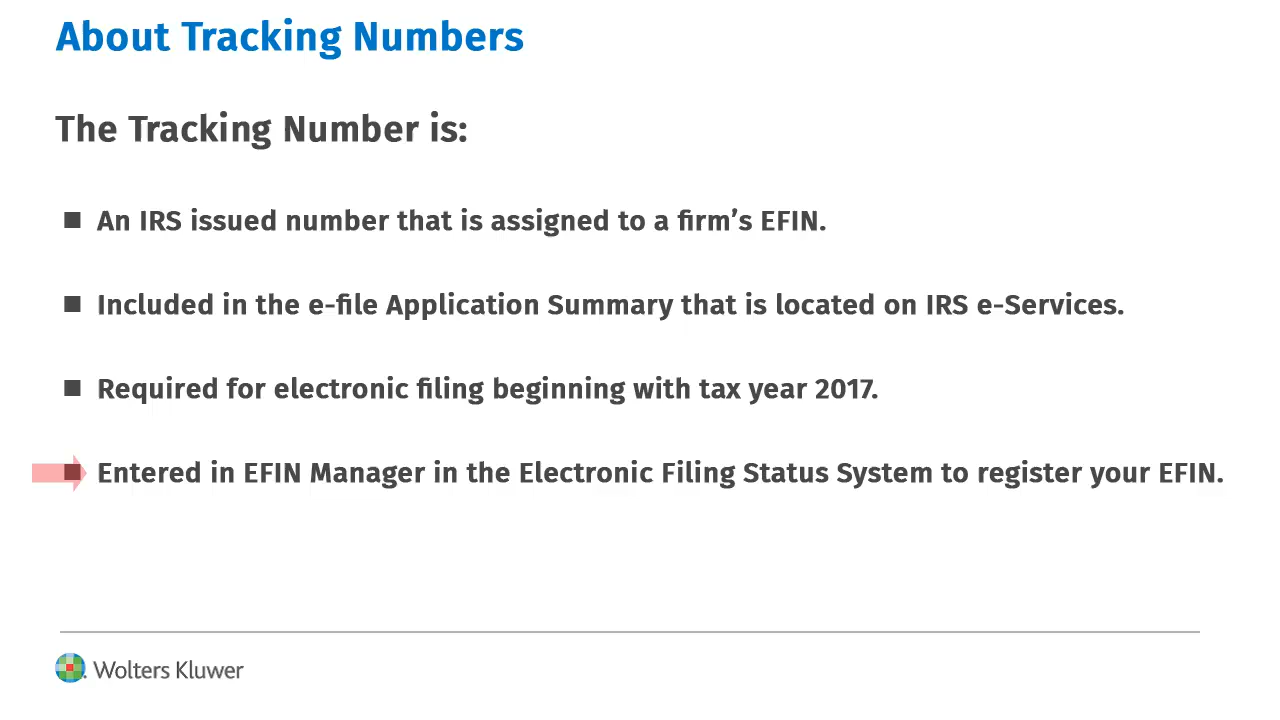 About Tracking Numbers
The Tracking Number is:
An IRS issued number that is assigned to a firm’s EFIN.
Included in the e-file Application Summary that is located on IRS e-Services.
Required for electronic filing beginning with tax year 2017.
Entered in EFIN Manager in the Electronic Filing Status System to register your EFIN.
Wolters Kluwer